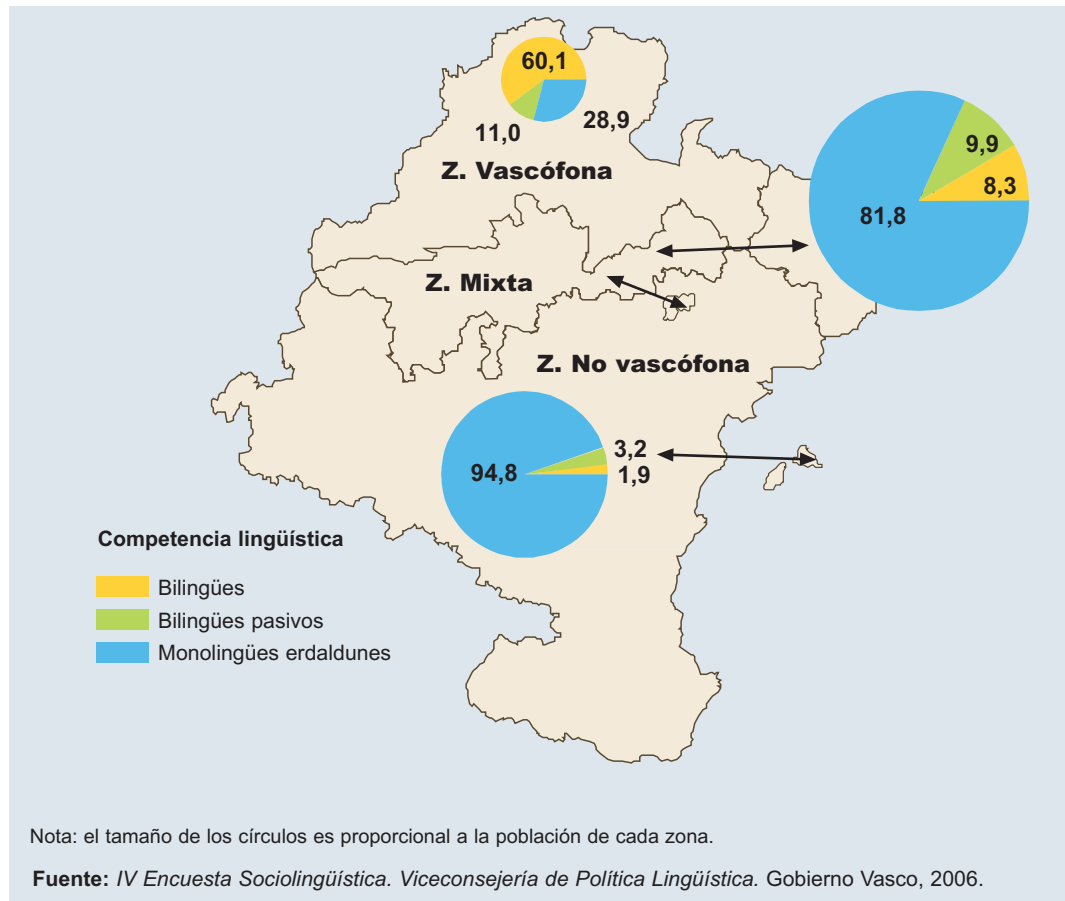 60,1
11,0
28,9
Z. Vascófona
9,9
8,3
81,8
Z. Mixta
Z. No vascófona
94,8
3,2
1,9
Competencia lingüística
Bilingües
Bilingües pasivos
Monolingües erdaldunes
Nota: el tamaño de los círculos es proporcional a la población de cada zona.
Fuente: IV Encuesta Sociolingüística. Viceconsejería de Política Lingüística. Gobierno Vasco, 2006.